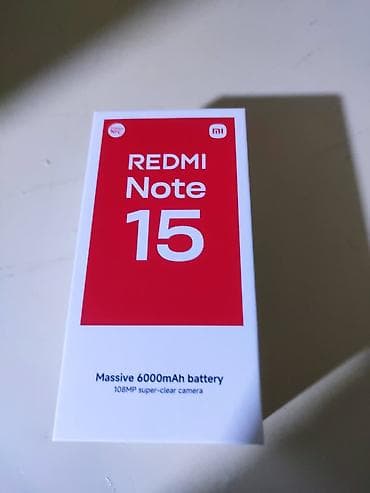 REDMI
Note
15
Massive 6000mAh battery
108MP super-clear camera